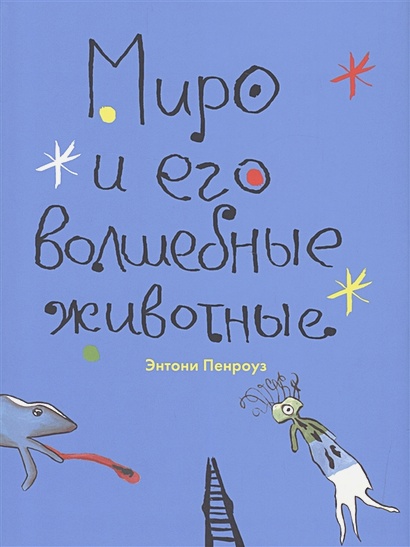 Миро
и его
волшебные
животные
Энтони Пенроуз